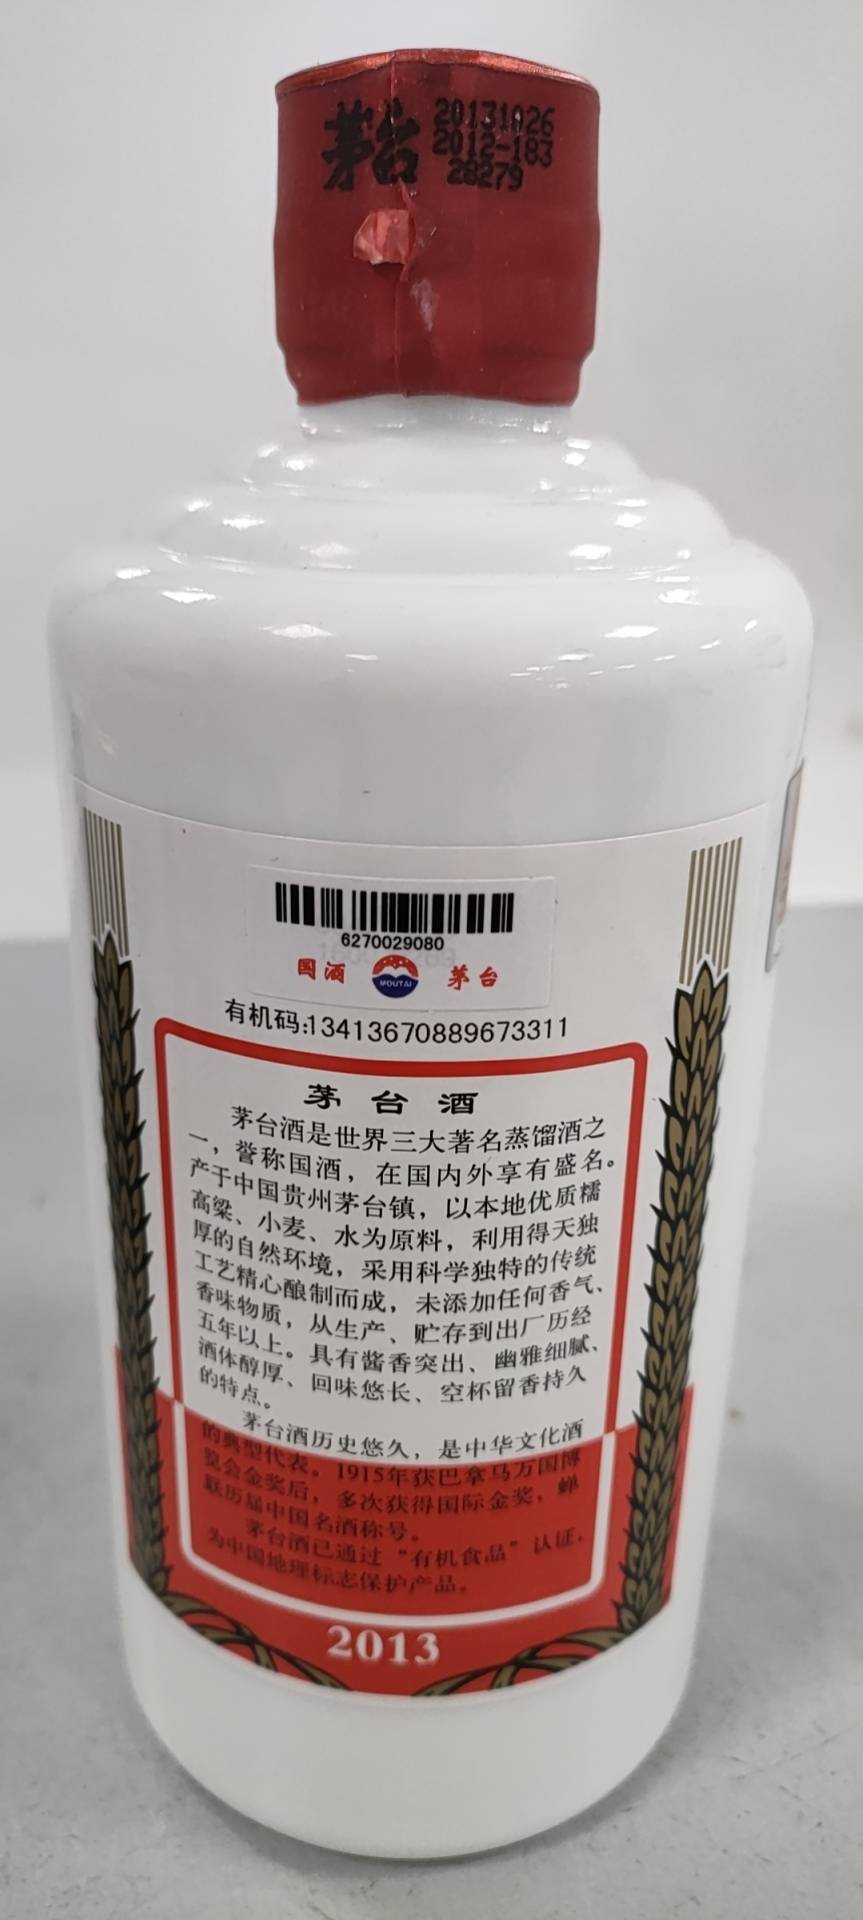 茅台
20131026
2012-183
28279
6270029080
国酒 MOUTAI 茅台
有机码:13413670889673311
茅台酒
茅台酒是世界三大著名蒸馏酒之
一，誉称国酒，在国内外享有盛名。
产于中国贵州茅台镇，以本地优质糯
高粱、小麦、水为原料，利用得天独
厚的自然环境，采用科学独特的传统
工艺精心酿制而成，未添加任何香气、
香味物质，从生产、贮存到出厂历经
五年以上。具有酱香突出、幽雅细腻、
酒体醇厚、回味悠长、空杯留香持久
的特点。
茅台酒历史悠久，是中华文化酒
的典型代表。1915年获巴拿马万国博
览会金奖后，多次获得国际金奖，蝉
联历届中国名酒称号。
茅台酒已通过“有机食品”认证，
为中国地理标志保护产品。
2013